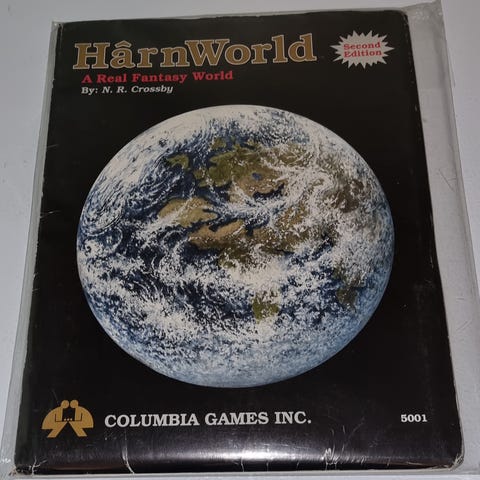 HârnWorld
Second
Edition
A Real Fantasy World
By: N. R. Crossby
COLUMBIA GAMES INC.
5001